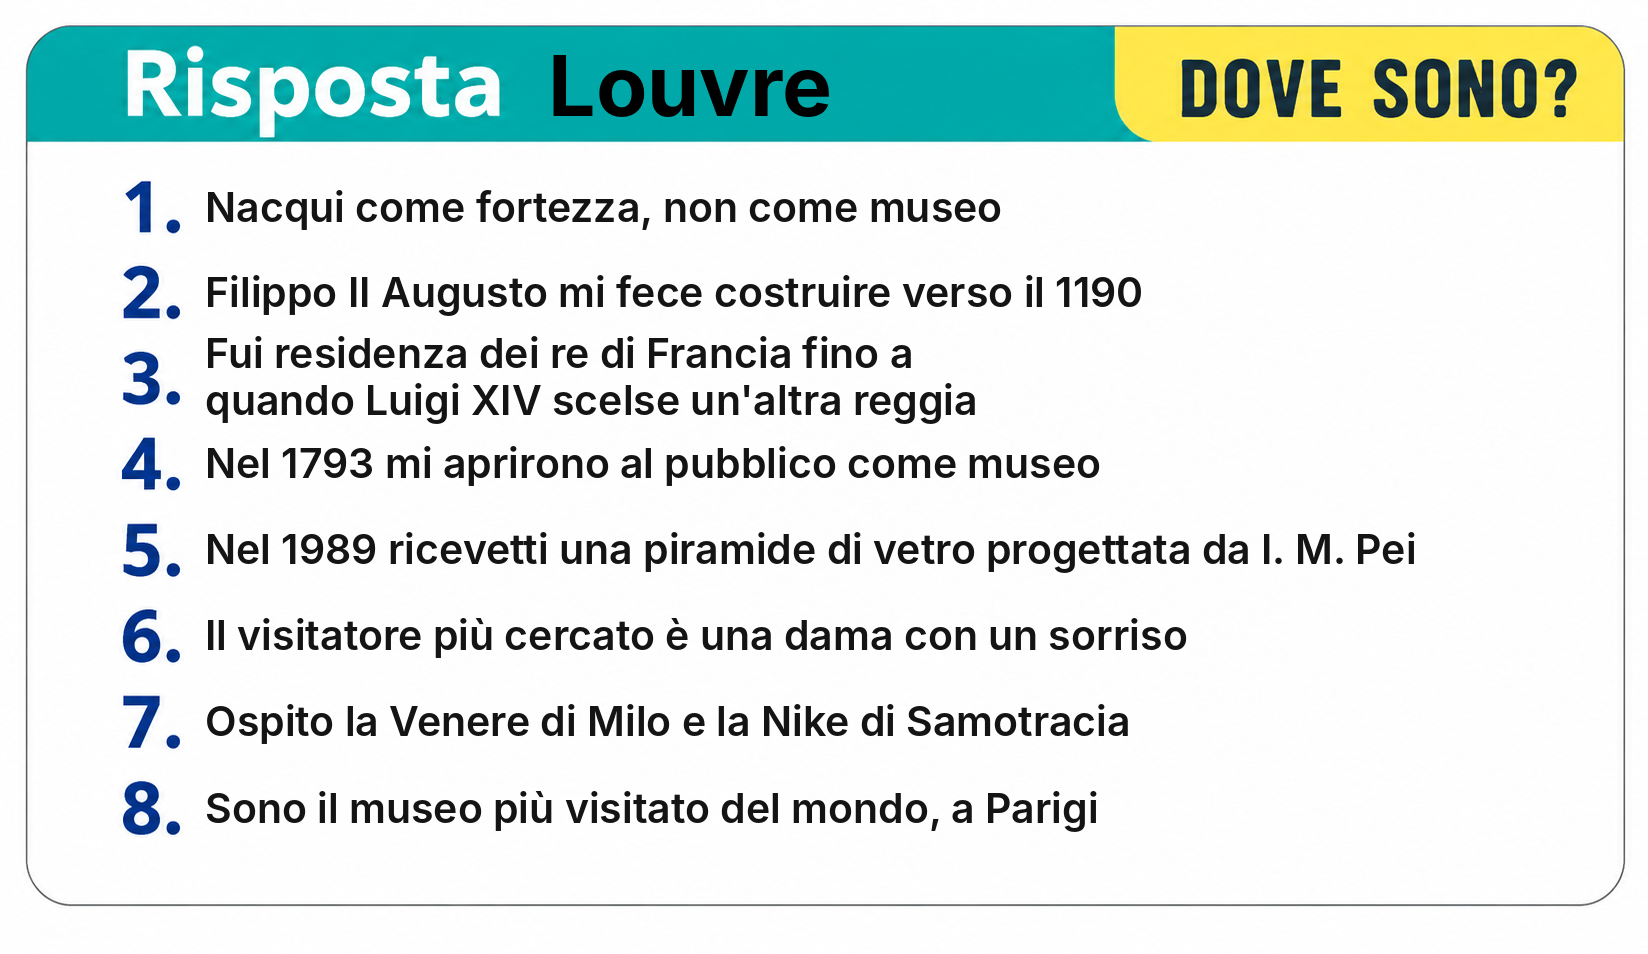 Risposta Louvre
DOVE SONO?
1. Nacqui come fortezza, non come museo
2. Filippo II Augusto mi fece costruire verso il 1190
3. Fui residenza dei re di Francia fino a
quando Luigi XIV scelse un'altra reggia
4. Nel 1793 mi aprirono al pubblico come museo
5. Nel 1989 ricevetti una piramide di vetro progettata da I. M. Pei
6. Il visitatore più cercato è una dama con un sorriso
7. Ospito la Venere di Milo e la Nike di Samotracia
8. Sono il museo più visitato del mondo, a Parigi